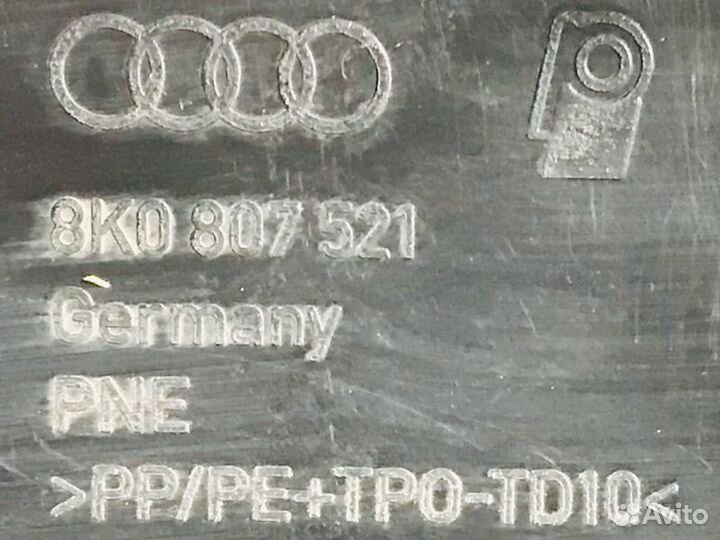 8K0 807 521
Germany
PNE
>PP/PE+TPO-TD10<
Avito